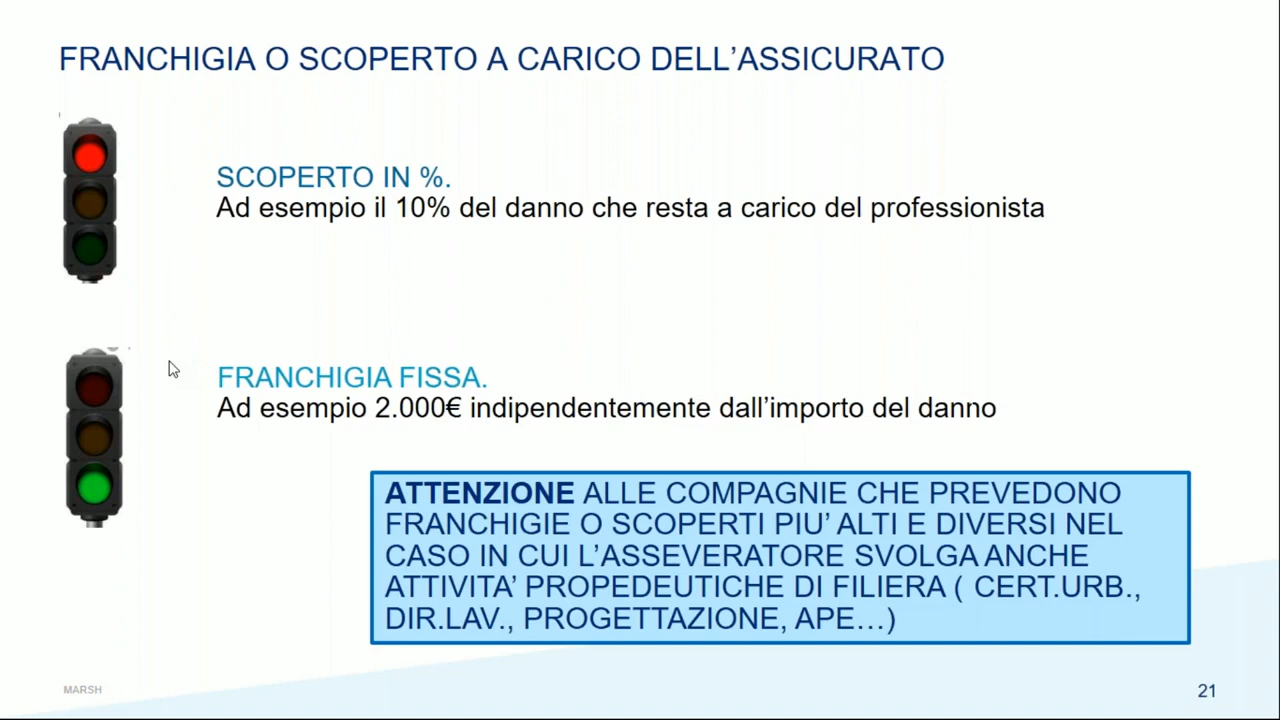 FRANCHIGIA O SCOPERTO A CARICO DELL’ASSICURATO
SCOPERTO IN %.
Ad esempio il 10% del danno che resta a carico del professionista
FRANCHIGIA FISSA.
Ad esempio 2.000€ indipendentemente dall’importo del danno
ATTENZIONE ALLE COMPAGNIE CHE PREVEDONO
FRANCHIGIE O SCOPERTI PIU’ ALTI E DIVERSI NEL
CASO IN CUI L’ASSEVERATORE SVOLGA ANCHE
ATTIVITA’ PROPEDEUTICHE DI FILIERA ( CERT.URB.,
DIR.LAV., PROGETTAZIONE, APE…)
MARSH
21